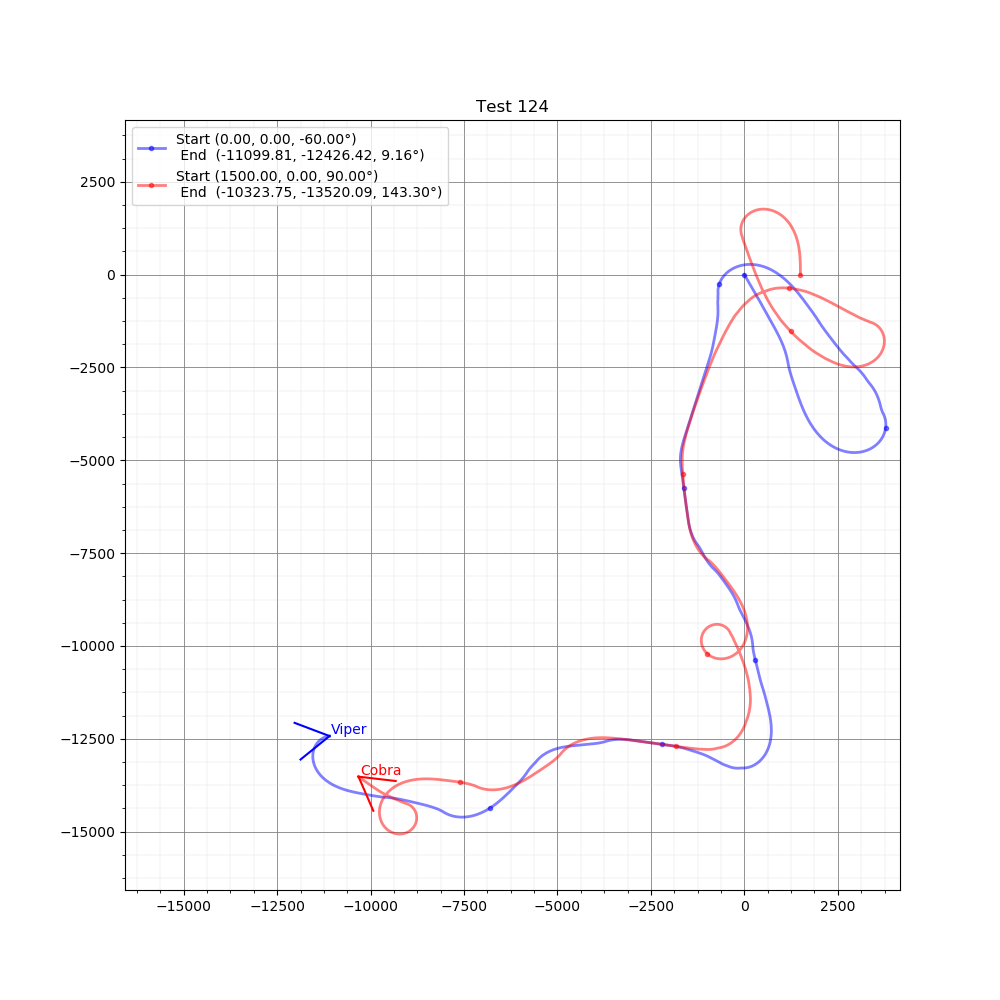 Test 124
Start (0.00, 0.00, -60.00°)
End (-11099.81, -12426.42, 9.16°)
Start (1500.00, 0.00, 90.00°)
End (-10323.75, -13520.09, 143.30°)
2500
0
−2500
−5000
−7500
−10000
−12500
−15000
Viper
Cobra
−15000 −12500 −10000 −7500 −5000 −2500 0 2500